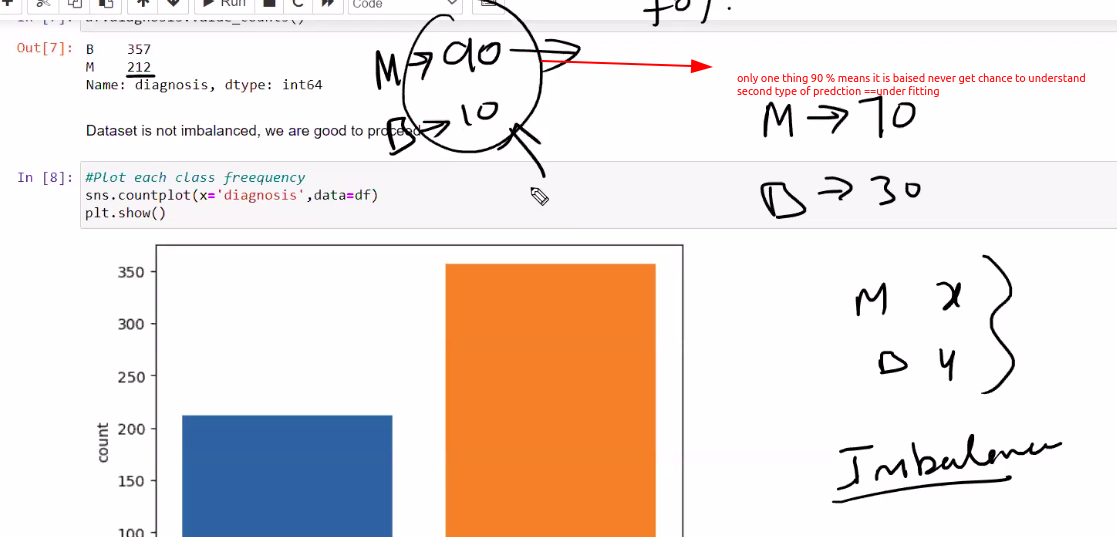 Run
C
Code
for.
Out[7]: B 357
M 212
Name: diagnosis, dtype: int64
M → 90 →
B → 10
only one thing 90 % means it is baised never get chance to understand
second type of predction ==under fitting
M → 70
B → 30
Dataset is not imbalanced, we are good to proceed
In [8]: #Plot each class freequency
sns.countplot(x='diagnosis',data=df)
plt.show()
350
300
250
200
150
100
count
M x
B y
Imbalance